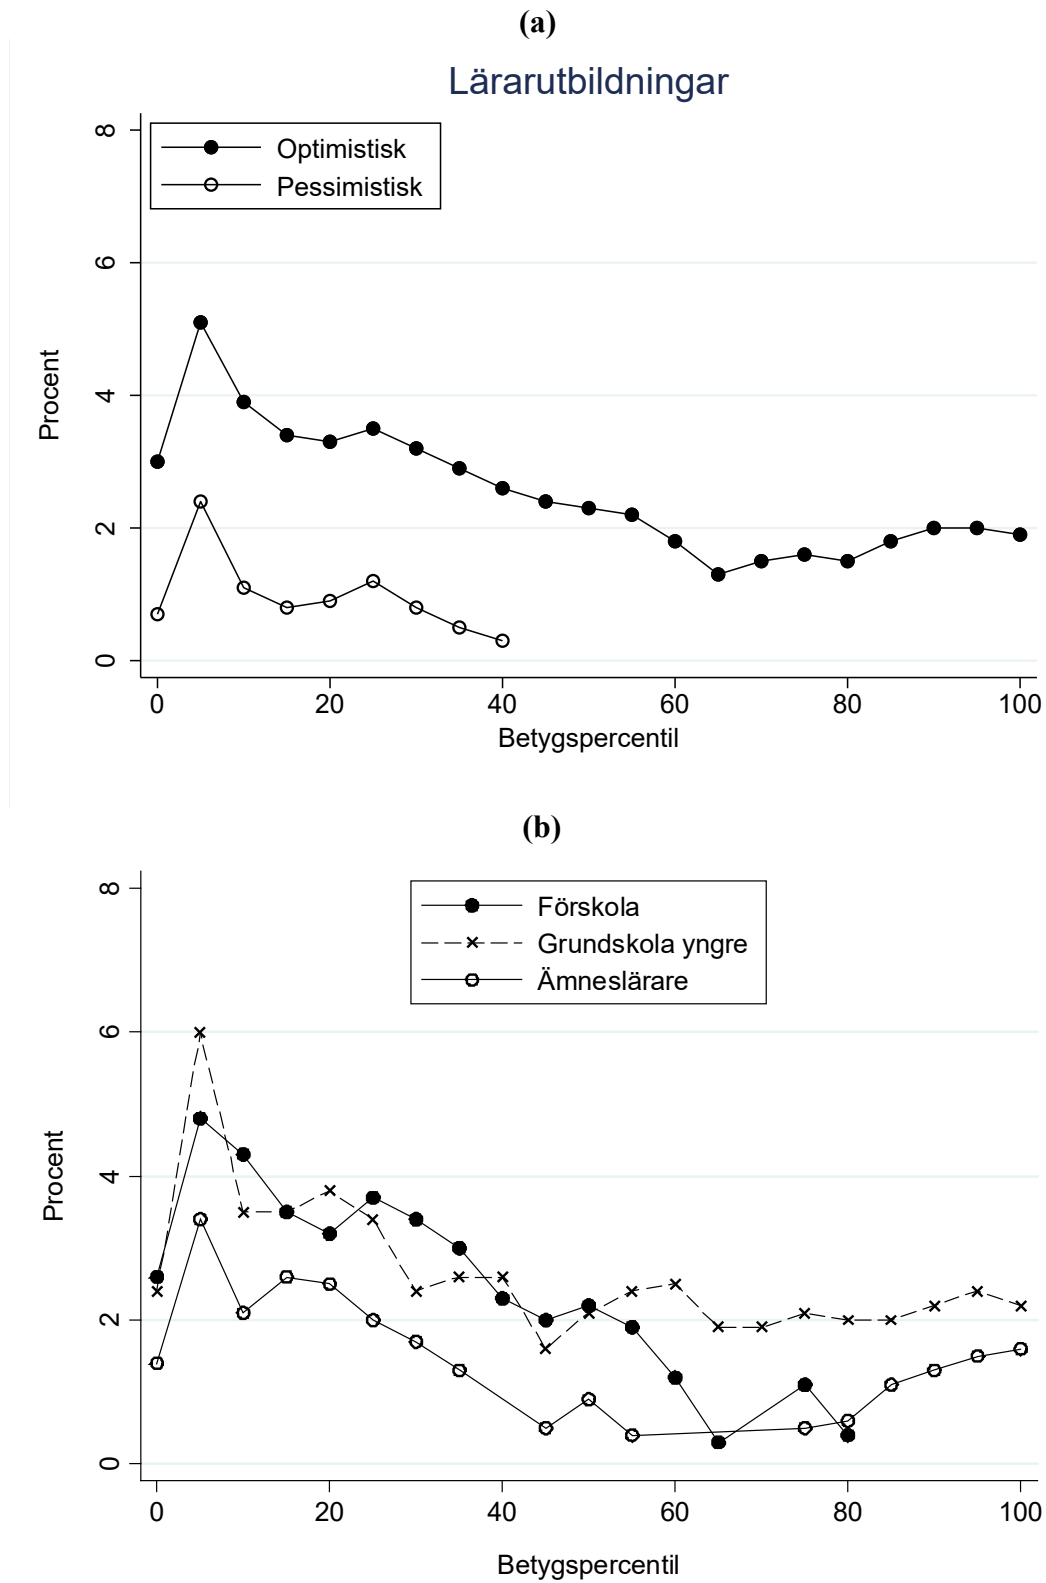 (a)
Lärarutbildningar
Optimistisk
Pessimistisk
8
6
4
2
0
Procent
0 20 40 60 80 100
Betygspercentil
(b)
Förskola
Grundskola yngre
Ämneslärare
8
6
4
2
0
Procent
0 20 40 60 80 100
Betygspercentil